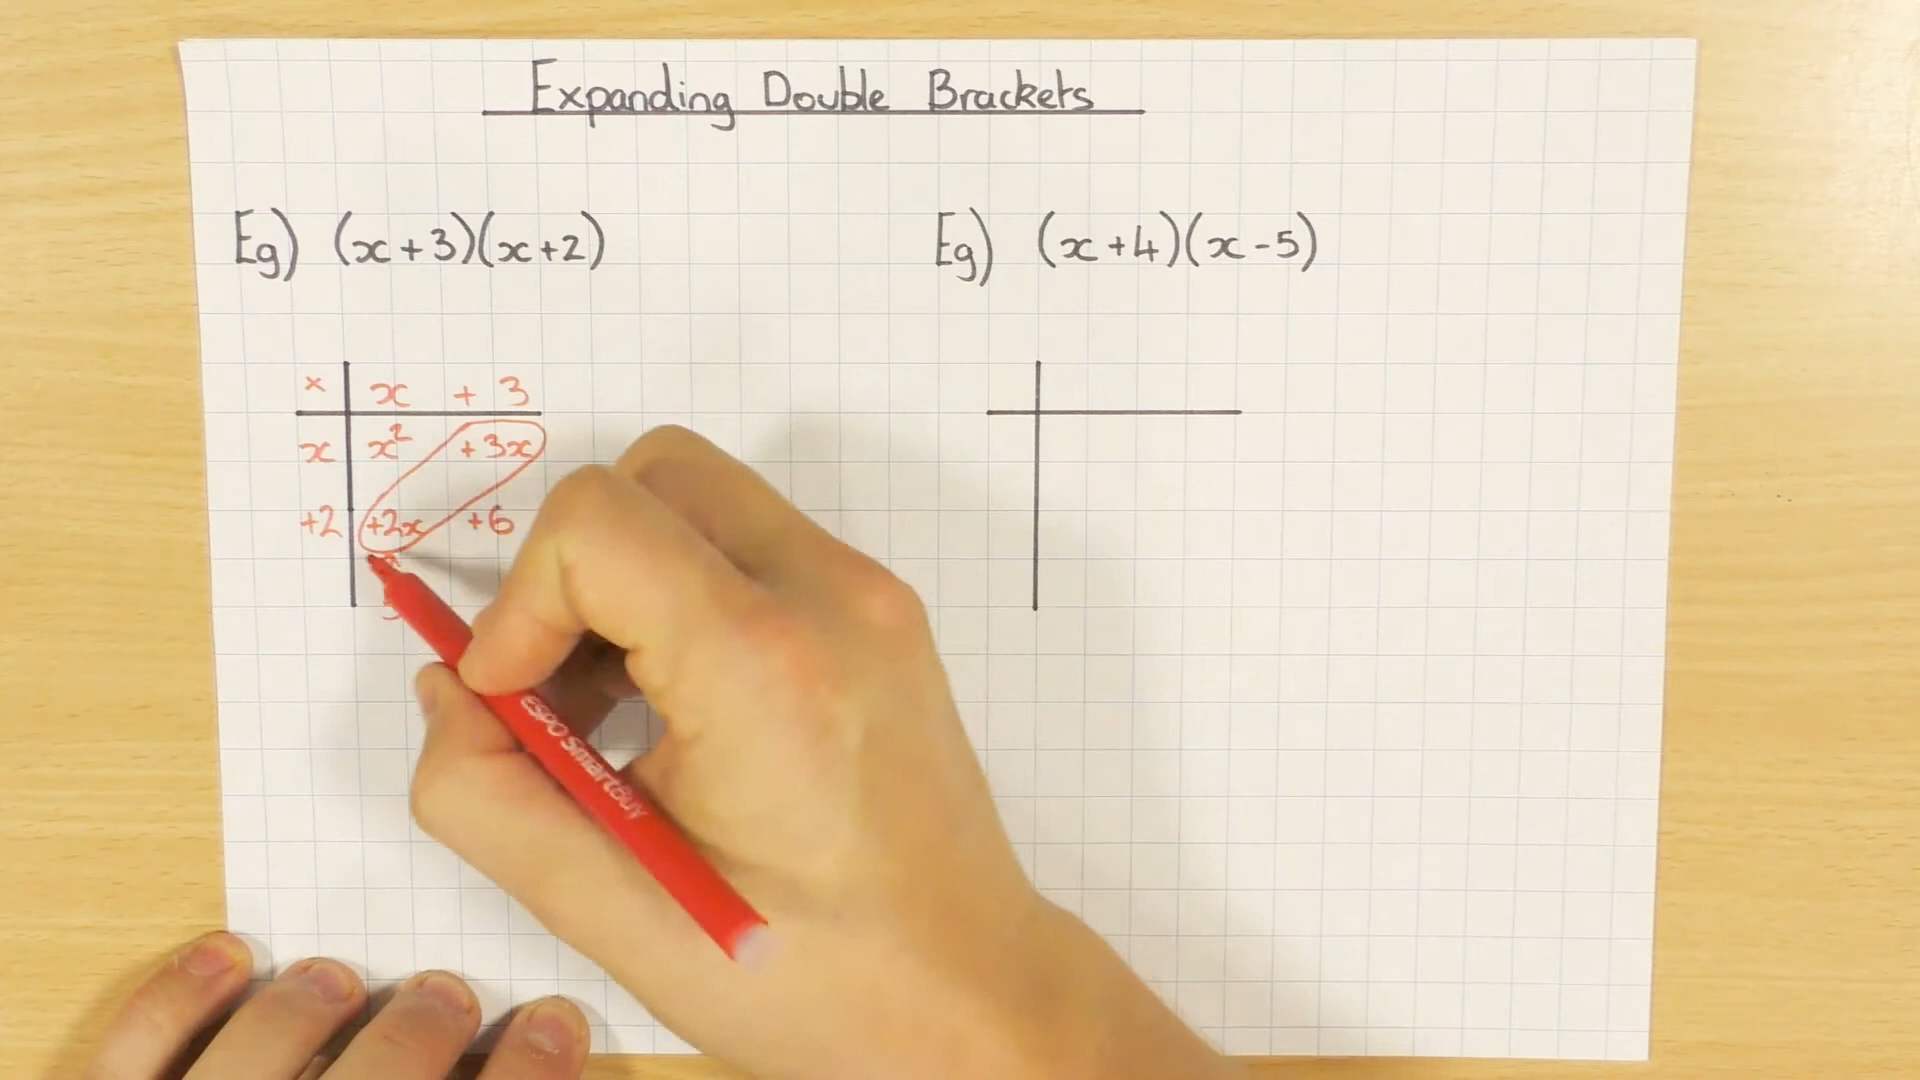 Expanding Double Brackets
Eg) (x+3)(x+2)
× x + 3
x x² +3x
+2 +2x +6
Eg) (x+4)(x-5)
ESPO Smartbuy